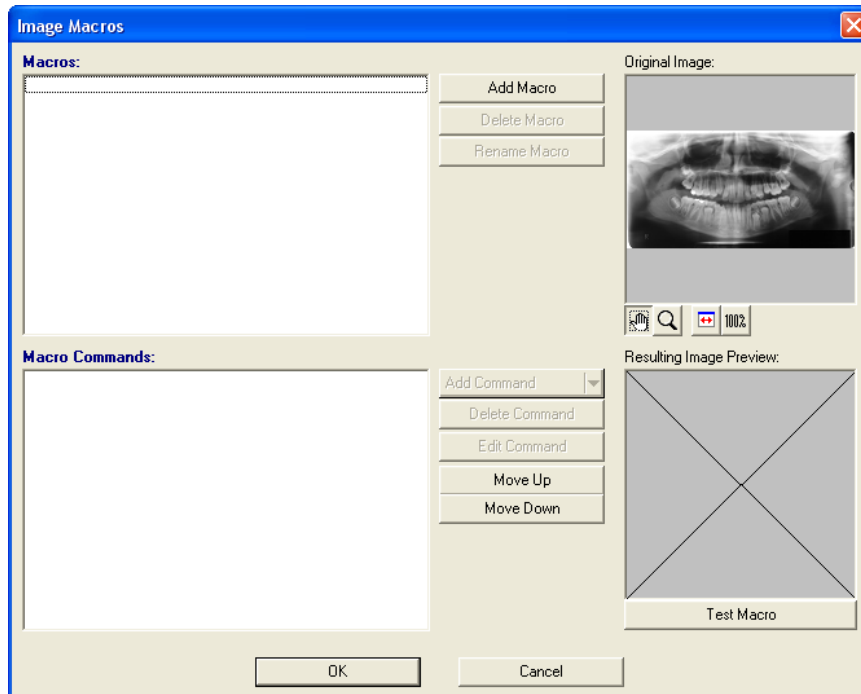 Image Macros
Macros:
Add Macro
Delete Macro
Rename Macro
Original Image:
100%
Macro Commands:
Add Command
Delete Command
Edit Command
Move Up
Move Down
Resulting Image Preview:
Test Macro
OK
Cancel